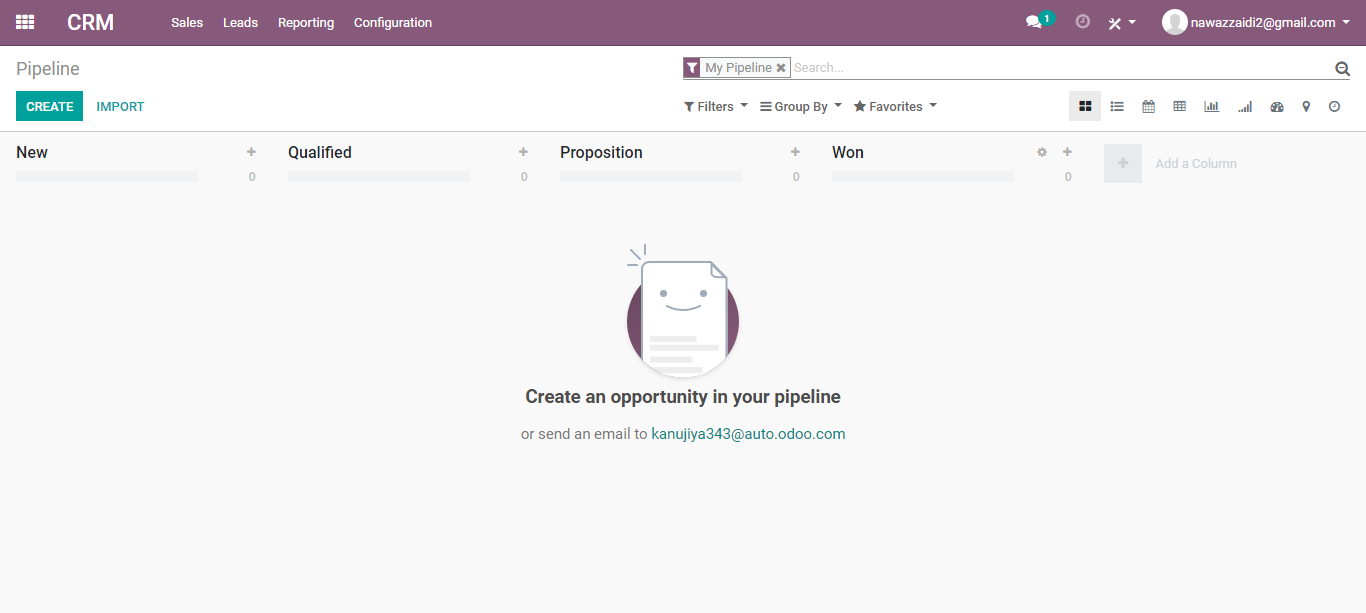 CRM Sales Leads Reporting Configuration 1 nawazzaidi2@gmail.com
Pipeline My Pipeline Search...
CREATE IMPORT Filters Group By Favorites
New Qualified Proposition Won Add a Column
0 0 0 0
Create an opportunity in your pipeline
or send an email to kanujiya343@auto.odoo.com